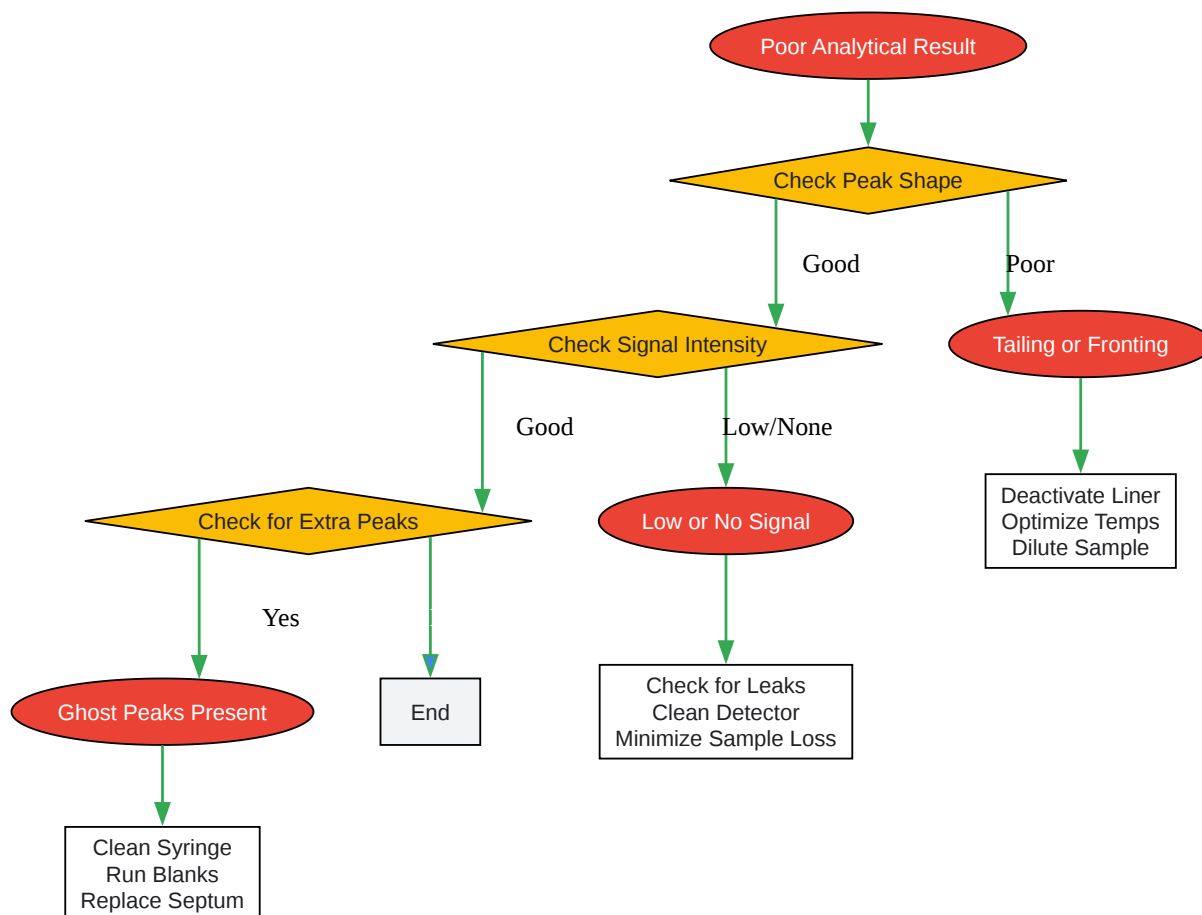 Poor Analytical Result
Check Peak Shape
Good
Poor
Check Signal Intensity
Tailing or Fronting
Good
Low/None
Deactivate Liner
Optimize Temps
Dilute Sample
Check for Extra Peaks
Low or No Signal
Yes
Check for Leaks
Clean Detector
Minimize Sample Loss
Ghost Peaks Present
End
Clean Syringe
Run Blanks
Replace Septum